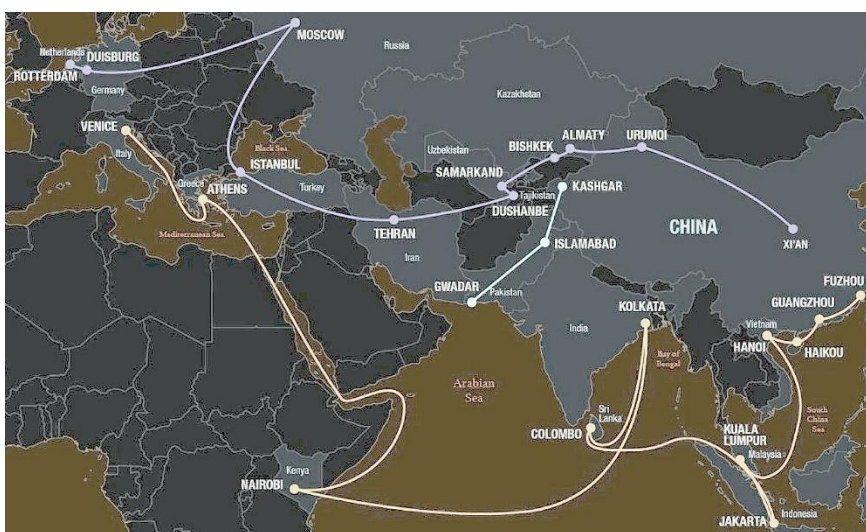 MOSCOW
Russia
Netherlands
DUISBURG
ROTTERDAM
Germany
Kazakhstan
VENICE
Italy
Black Sea
ISTANBUL
Turkey
Greece
ATHENS
Mediterranean Sea
Uzbekistan
BISHKEK
ALMATY
URUMQI
SAMARKAND
Tajikistan
DUSHANBE
KASHGAR
TEHRAN
Iran
CHINA
XI'AN
ISLAMABAD
GWADAR
Pakistan
KOLKATA
India
FUZHOU
GUANGZHOU
Vietnam
HANOI
HAIKOU
Bay of
Bengal
Arabian
Sea
Sri
Lanka
COLOMBO
South
China
Sea
KUALA
LUMPUR
Malaysia
Kenya
NAIROBI
JAKARTA
Indonesia